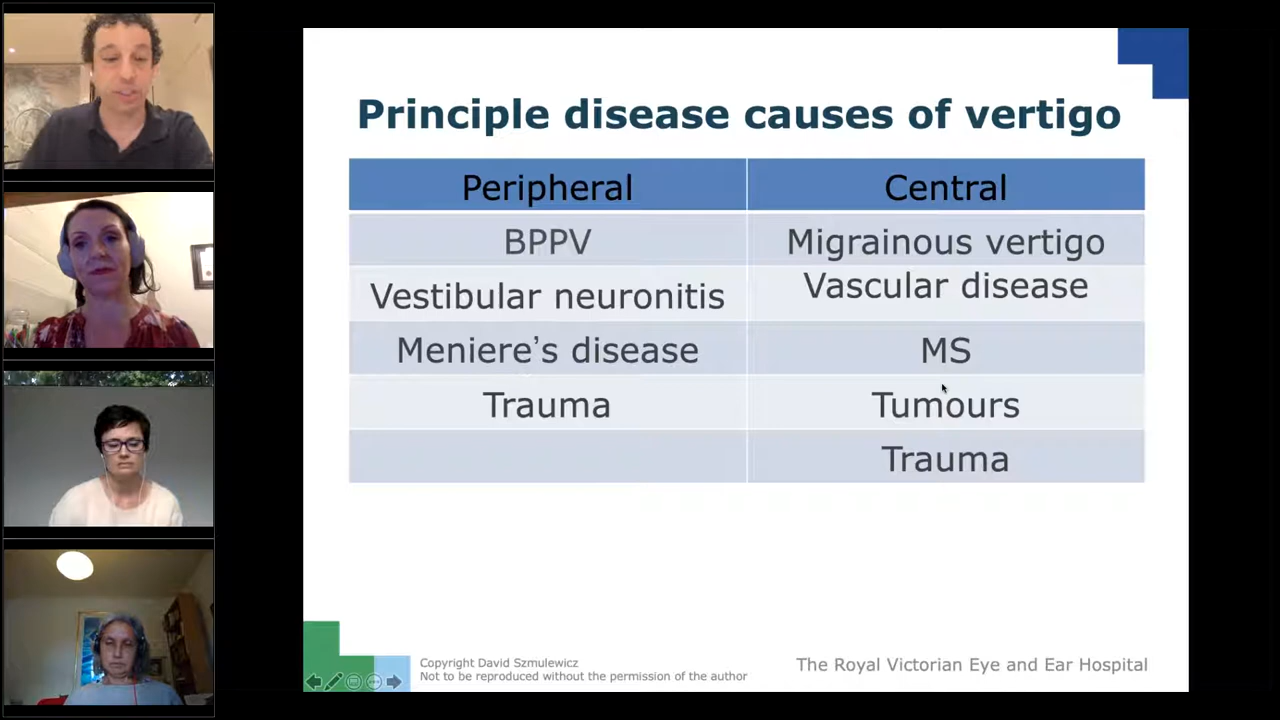 Principle disease causes of vertigo
Peripheral
Central
BPPV
Migrainous vertigo
Vestibular neuronitis
Vascular disease
Meniere’s disease
MS
Trauma
Tumours
Trauma
Copyright David Szmulewicz
Not to be reproduced without the permission of the author
The Royal Victorian Eye and Ear Hospital